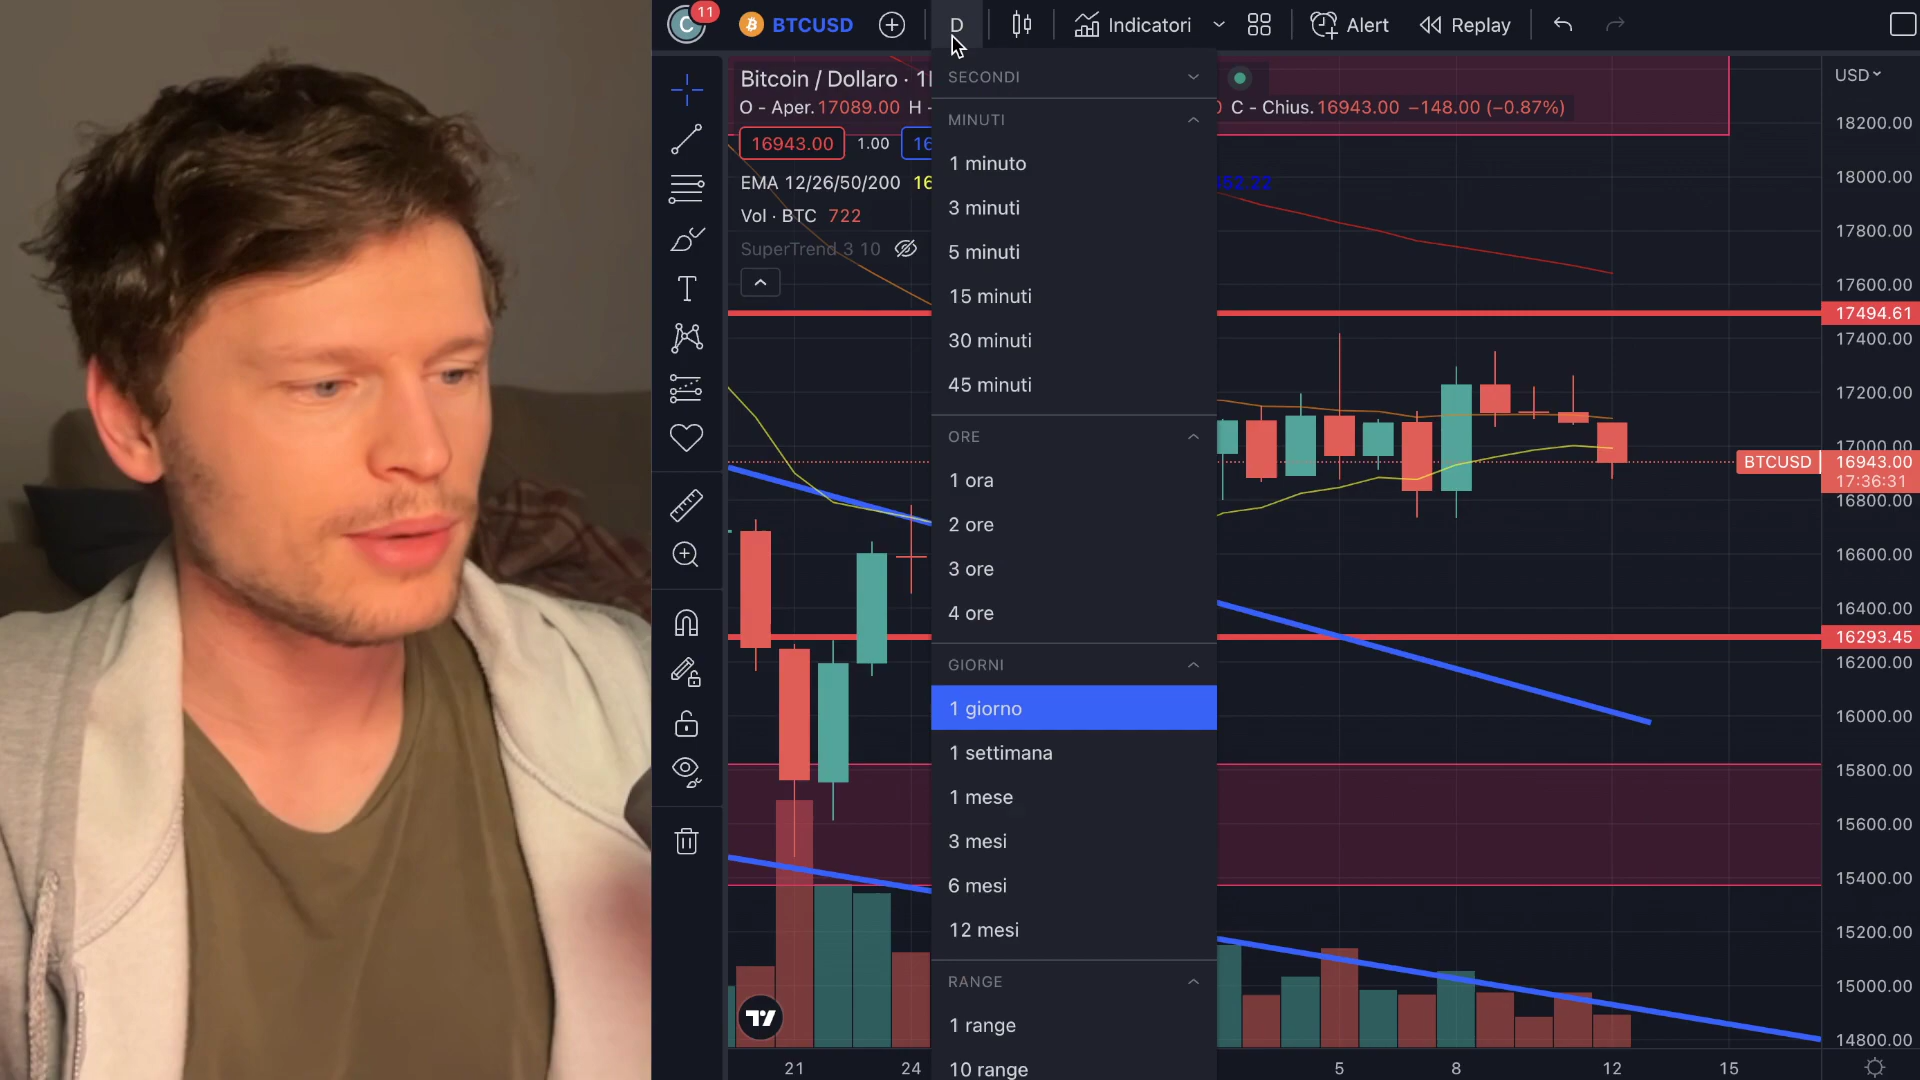 C
11
BTCUSD
D
Indicatori
Alert
Replay
Bitcoin / Dollaro · 1
SECONDI
USD
O - Aper.17089.00 H -
C - Chius.16943.00 −148.00 (−0.87%)
16943.00
1.00
16
EMA 12/26/50/200 16
52.22
Vol · BTC 722
SuperTrend 3 10
MINUTI
1 minuto
3 minuti
5 minuti
15 minuti
30 minuti
45 minuti
ORE
1 ora
2 ore
3 ore
4 ore
GIORNI
1 giorno
1 settimana
1 mese
3 mesi
6 mesi
12 mesi
RANGE
1 range
10 range
18200.00
18000.00
17800.00
17600.00
17494.61
17400.00
17200.00
17000.00
BTCUSD
16943.00
17:36:31
16800.00
16600.00
16400.00
16293.45
16200.00
16000.00
15800.00
15600.00
15400.00
15200.00
15000.00
14800.00
21
24
5
8
12
15